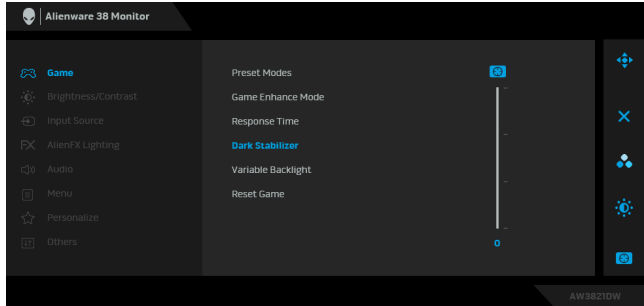 Alienware 38 Monitor
Game
Brightness/Contrast
Input Source
AlienFX Lighting
Audio
Menu
Personalize
Others
Preset Modes
Game Enhance Mode
Response Time
Dark Stabilizer
Variable Backlight
Reset Game
0
AW3821DW